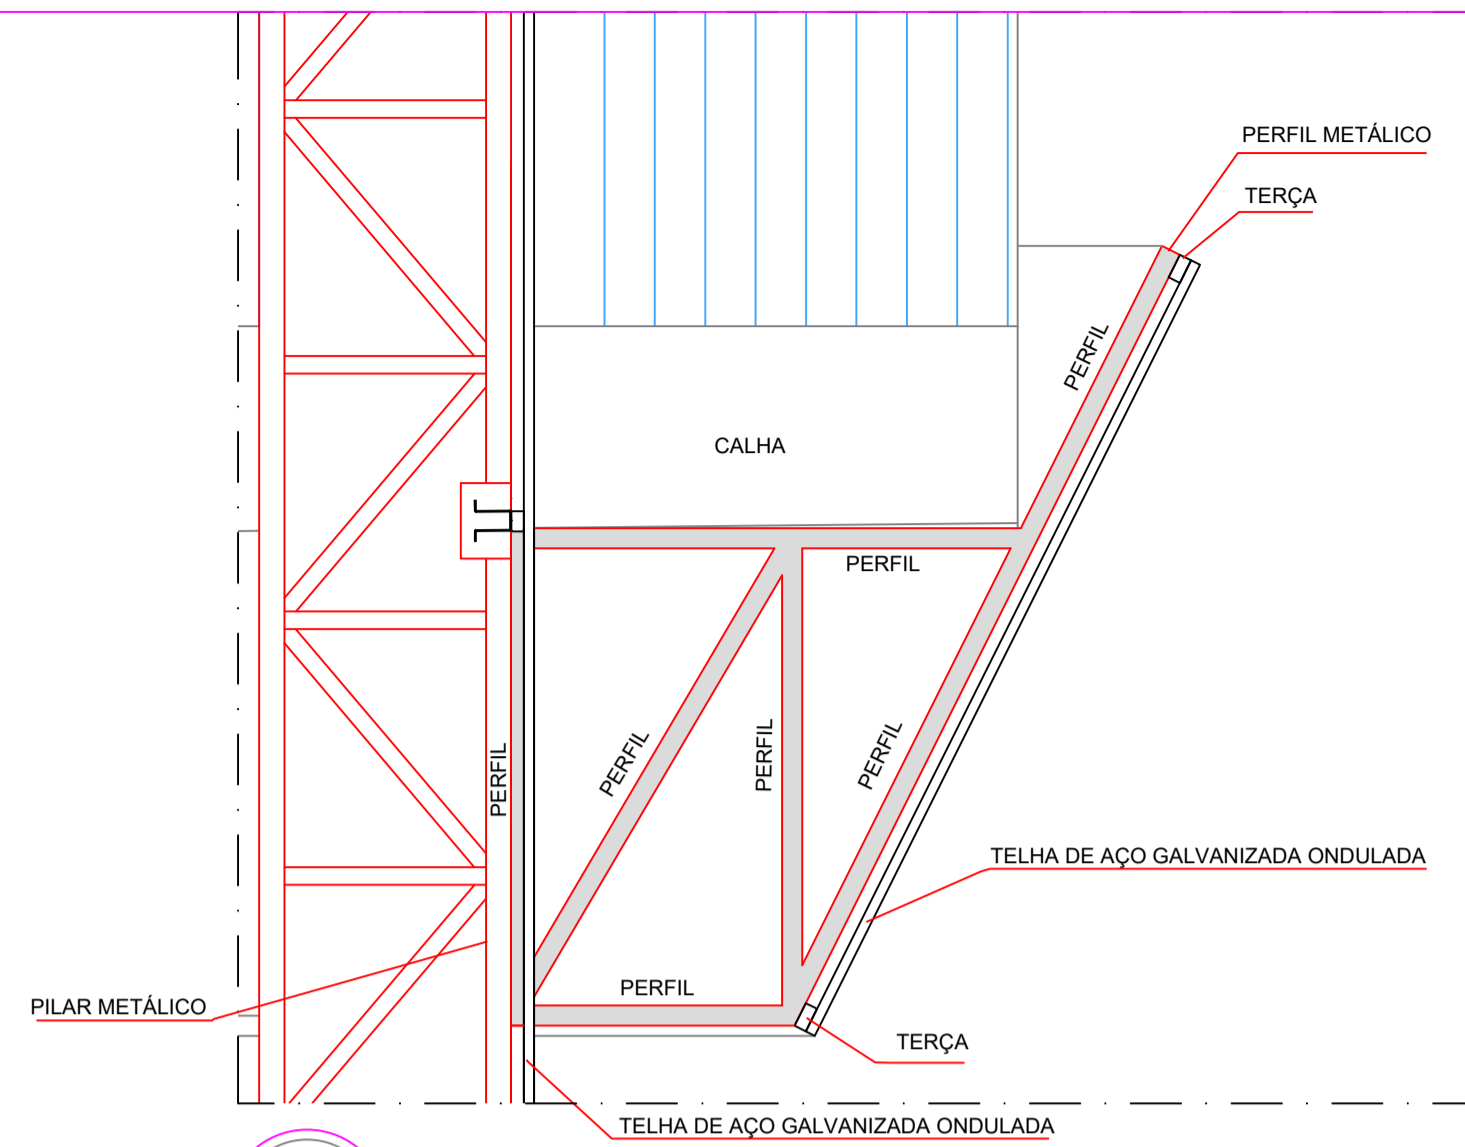 PERFIL METÁLICO
TERÇA
PERFIL
CALHA
PERFIL
PERFIL
PERFIL
PERFIL
PERFIL
TELHA DE AÇO GALVANIZADA ONDULADA
PERFIL
PILAR METÁLICO
TERÇA
TELHA DE AÇO GALVANIZADA ONDULADA